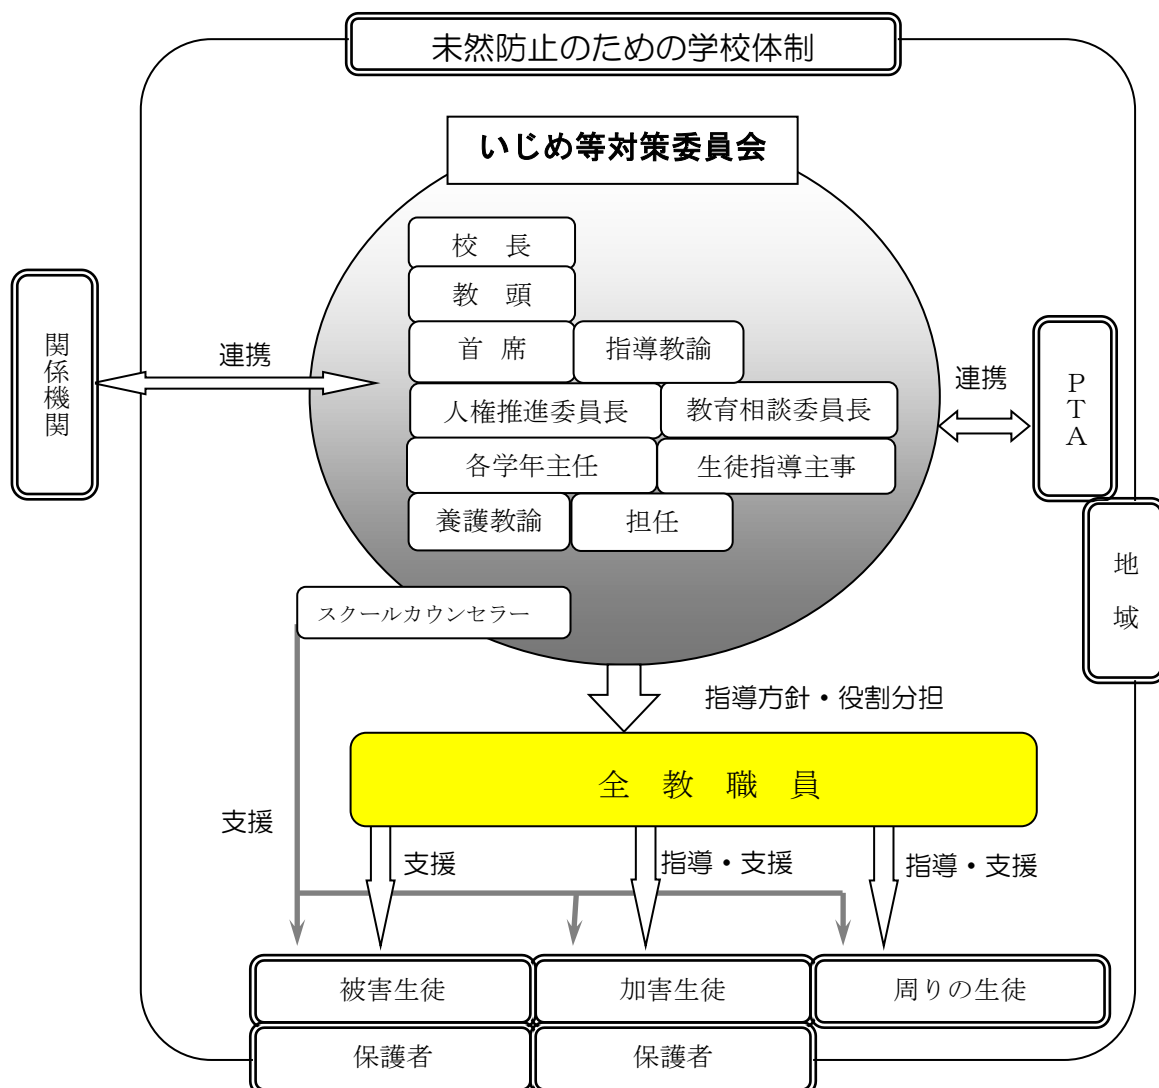 未然防止のための学校体制
いじめ等対策委員会
校 長
教 頭
首 席
指導教諭
人権推進委員長
教育相談委員長
各学年主任
生徒指導主事
養護教諭
担任
スクールカウンセラー
関係機関
連携
連携
PTA
地域
指導方針・役割分担
全 教 職 員
支援
支援
指導・支援
指導・支援
被害生徒
加害生徒
周りの生徒
保護者
保護者